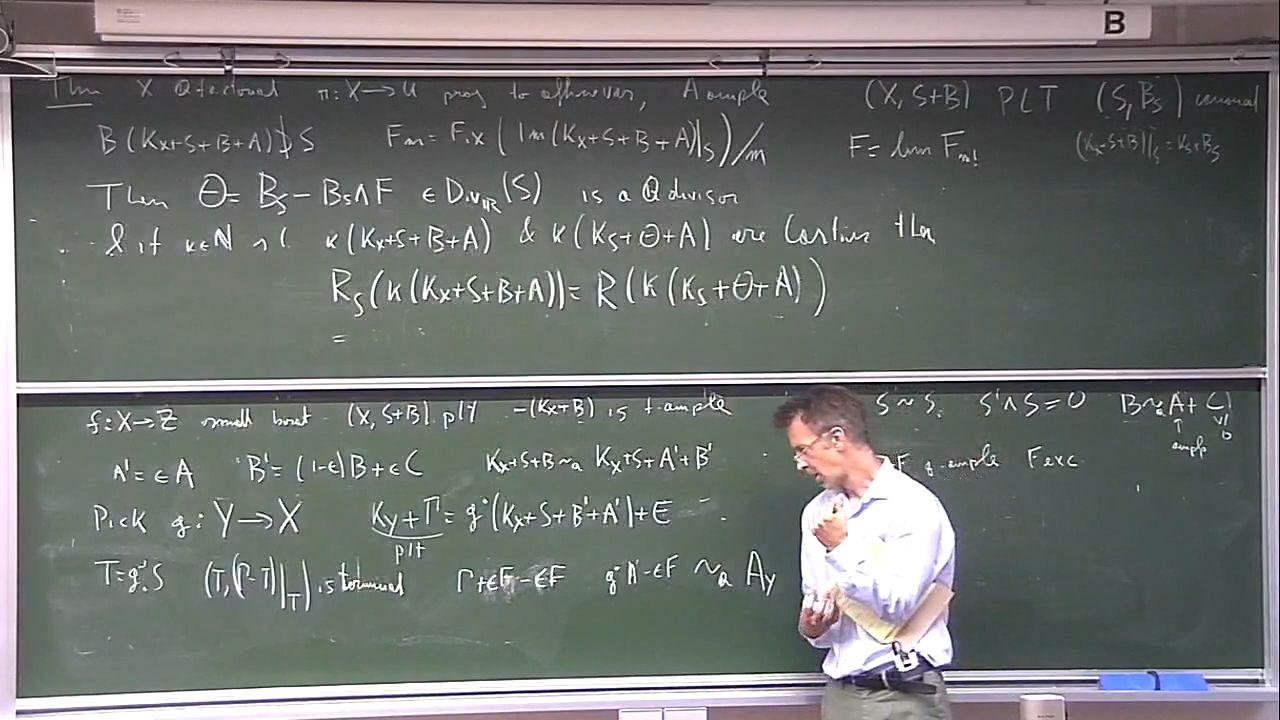 B
Thm X Q factorial π: X→U proj to affine var, A ample (X, S+B) PLT (S, B_S) canonical
B(K_X+S+B+A) ⊅ S F_m = Fix(|m(K_X+S+B+A)|_S)/m F = lim F_m! (K_X+S+B)|_S = K_S+B_S
Then Θ = B_S − B_S∧F ∈ Div_ℝ(S) is a Q divisor
& if k∈ℕ s.t. k(K_X+S+B+A) & k(K_S+Θ+A) are Cartier then
R_S(k(K_X+S+B+A)) = R(k(K_S+Θ+A))
=
f: X→Z small birat. (X, S+B) plt −(K_X+B) is f-ample S' ~ S. S'∧S=0 B ~_Q A + C
ample ≥ 0
A' = εA B' = (1−ε)B + εC K_X+S+B ~_Q K_X+S+A'+B' F g-ample F exc
Pick g: Y→X K_Y+Γ = g*(K_X+S+B'+A')+E
plt
T = g^{-1}_*S (T, (Γ−T)|_T) is terminal Γ+εF−εF g*A'−εF ~_Q A_Y